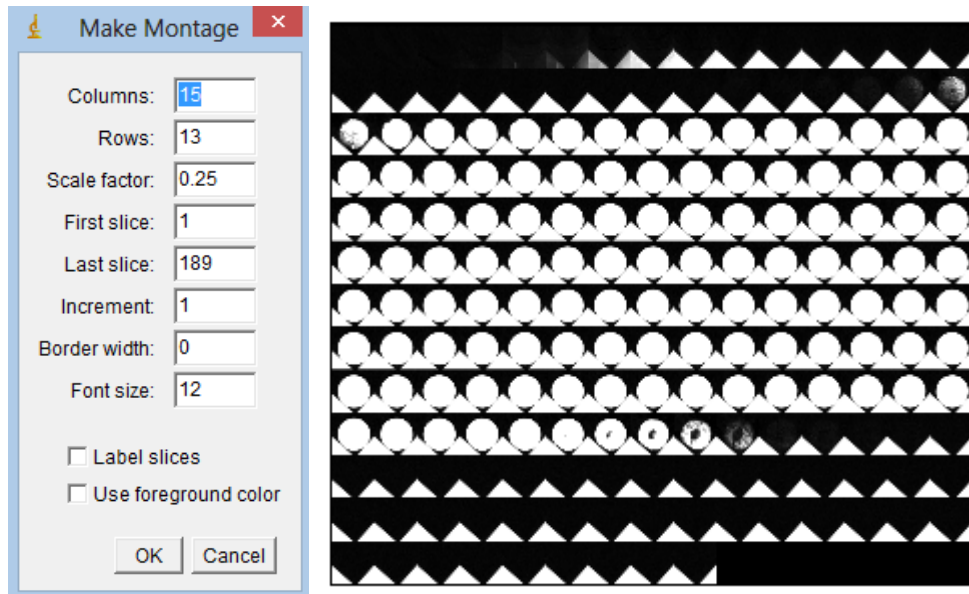 Make Montage
Columns: 15
Rows: 13
Scale factor: 0.25
First slice: 1
Last slice: 189
Increment: 1
Border width: 0
Font size: 12
Label slices
Use foreground color
OK Cancel